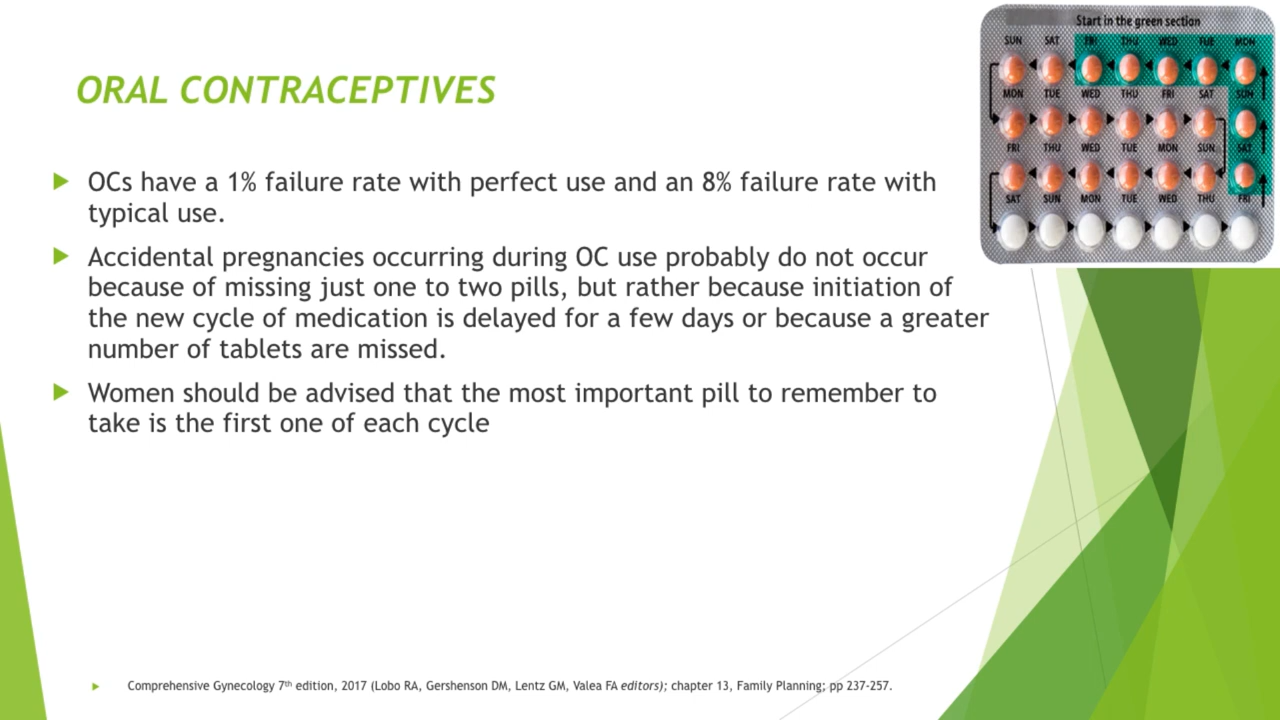 Start in the green section
SUN SAT FRI THU WED TUE MON
MON TUE WED THU FRI SAT SUN
FRI THU WED TUE MON SUN SAT
SAT SUN MON TUE WED THU FRI
ORAL CONTRACEPTIVES
OCs have a 1% failure rate with perfect use and an 8% failure rate with
typical use.
Accidental pregnancies occurring during OC use probably do not occur
because of missing just one to two pills, but rather because initiation of
the new cycle of medication is delayed for a few days or because a greater
number of tablets are missed.
Women should be advised that the most important pill to remember to
take is the first one of each cycle
Comprehensive Gynecology 7th edition, 2017 (Lobo RA, Gershenson DM, Lentz GM, Valea FA editors); chapter 13, Family Planning; pp 237-257.